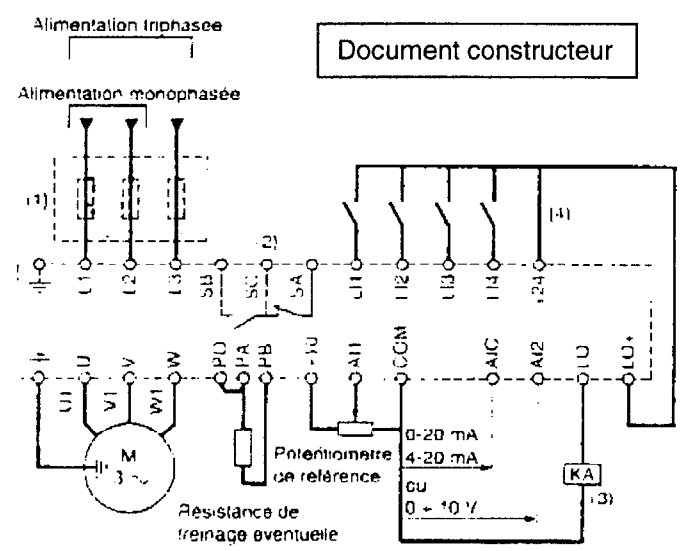 Alimentation triphasée
Document constructeur
Alimentation monophasée
(1)
2)
(4)
L1 L2 L3 SB SC SA LI1 LI2 LI3 LI4 +24
U V W PO PA PB +10 AI1 COM AIC AI2 LO LO+
U1 V1 W1
M
3 ~
Potentiomètre
de référence
Résistance de
freinage éventuelle
0-20 mA
4-20 mA
ou
0 + 10 V
KA
(3)